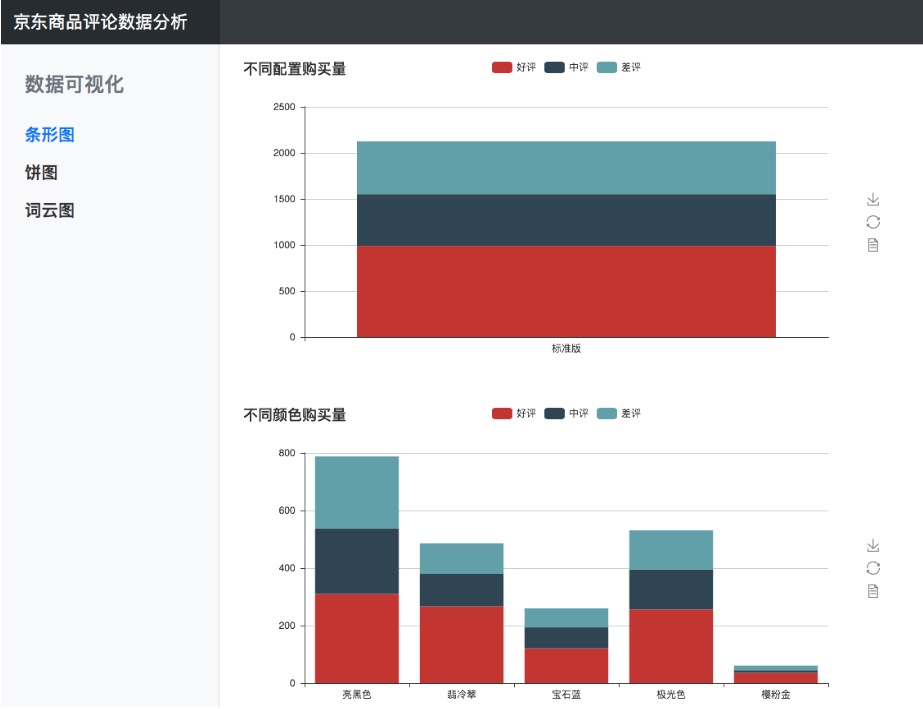 京东商品评论数据分析
数据可视化
条形图
饼图
词云图
不同配置购买量
好评 中评 差评
2500
2000
1500
1000
500
0
标准版
不同颜色购买量
好评 中评 差评
800
600
400
200
0
亮黑色 翡冷翠 宝石蓝 极光色 樱粉金